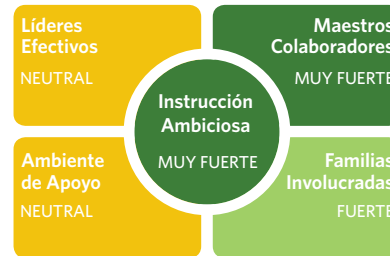 Líderes
Efectivos
NEUTRAL
Maestros
Colaboradores
MUY FUERTE
Instrucción
Ambiciosa
MUY FUERTE
Ambiente
de Apoyo
NEUTRAL
Familias
Involucradas
FUERTE